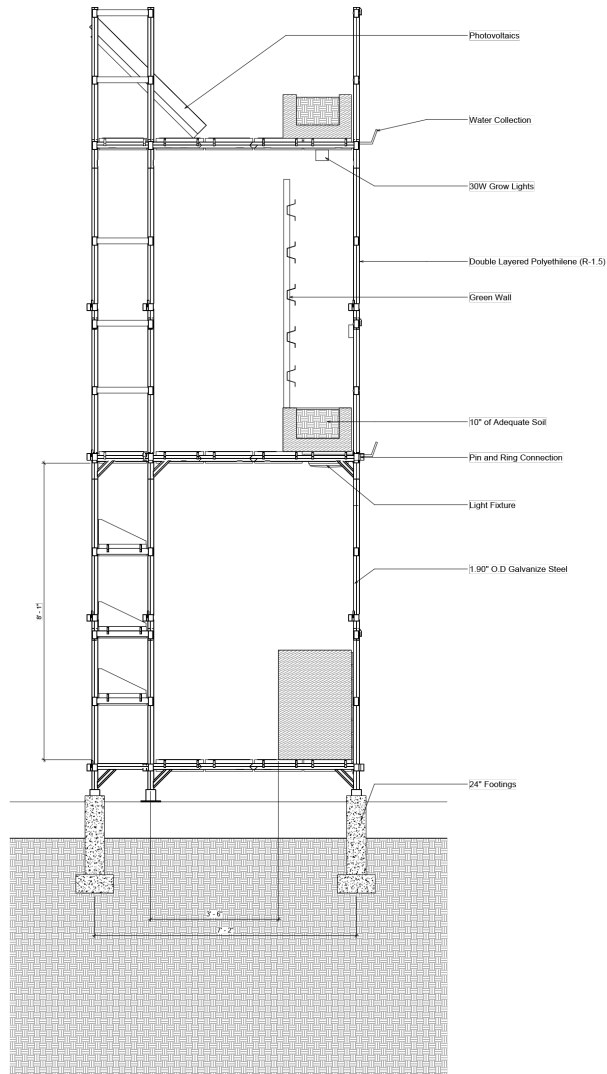 Photovoltaics
Water Collection
30W Grow Lights
Double Layered Polyethilene (R-1.5)
Green Wall
10" of Adequate Soil
Pin and Ring Connection
Light Fixture
1.90" O.D Galvanize Steel
8' - 1"
24" Footings
3' - 6"
7' - 2"